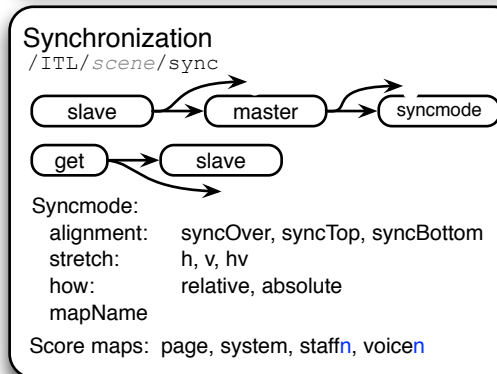 Synchronization
/ITL/scene/sync
slave master syncmode
get slave
Syncmode:
alignment: syncOver, syncTop, syncBottom
stretch: h, v, hv
how: relative, absolute
mapName
Score maps: page, system, staffn, voicen